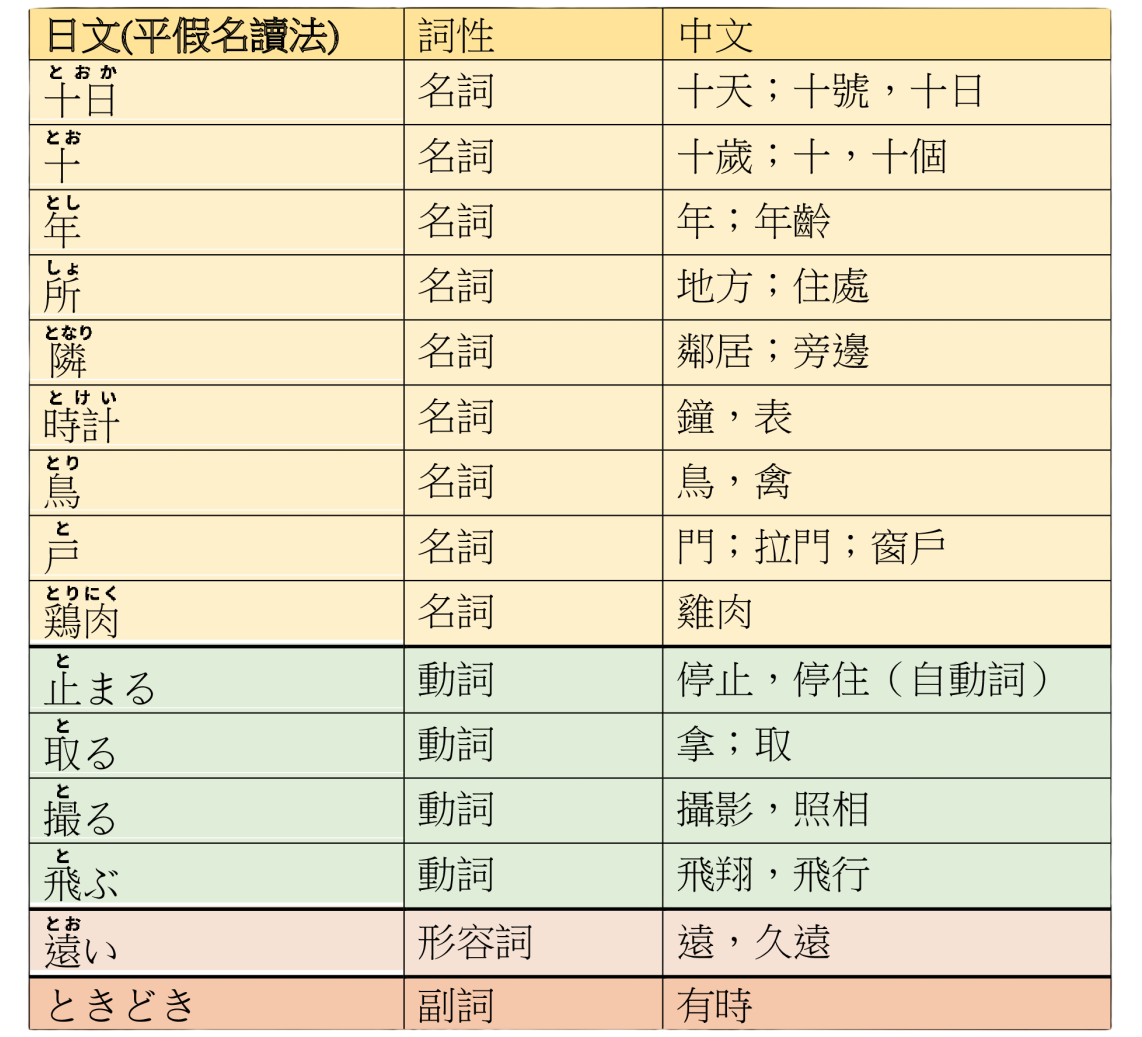 日文(平假名讀法) 詞性 中文
とおか
十日 名詞 十天；十號，十日
とお
十 名詞 十歲；十，十個
とし
年 名詞 年；年齡
しょ
所 名詞 地方；住處
となり
隣 名詞 鄰居；旁邊
とけい
時計 名詞 鐘，表
とり
鳥 名詞 鳥，禽
と
戸 名詞 門；拉門；窗戶
とりにく
鶏肉 名詞 雞肉
と
止まる 動詞 停止，停住（自動詞）
と
取る 動詞 拿；取
と
撮る 動詞 攝影，照相
と
飛ぶ 動詞 飛翔，飛行
とお
遠い 形容詞 遠，久遠
ときどき 副詞 有時